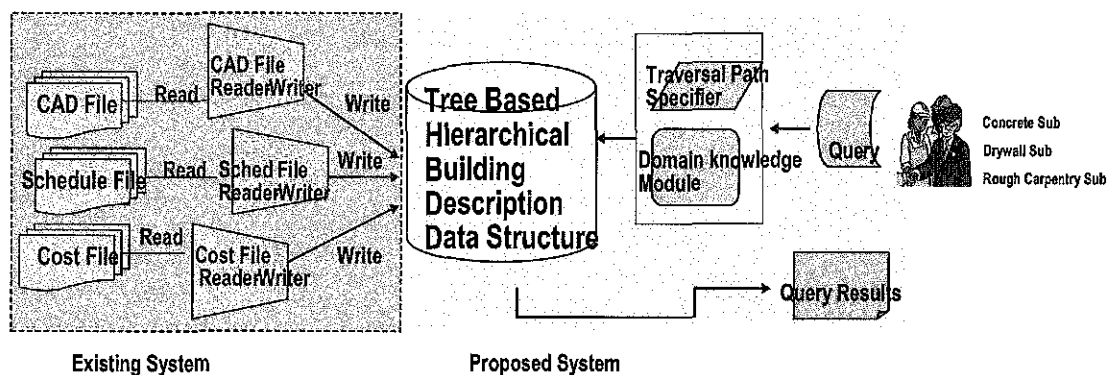 CAD File
Read
CAD File
ReaderWriter
Write
Schedule File
Read
Sched File
ReaderWriter
Write
Cost File
Read
Cost File
ReaderWriter
Write
Tree Based
Hierarchical
Building
Description
Data Structure
Traversal Path
Specifier
Domain knowledge
Module
Query
Concrete Sub
Drywall Sub
Rough Carpentry Sub
Query Results
Existing System
Proposed System